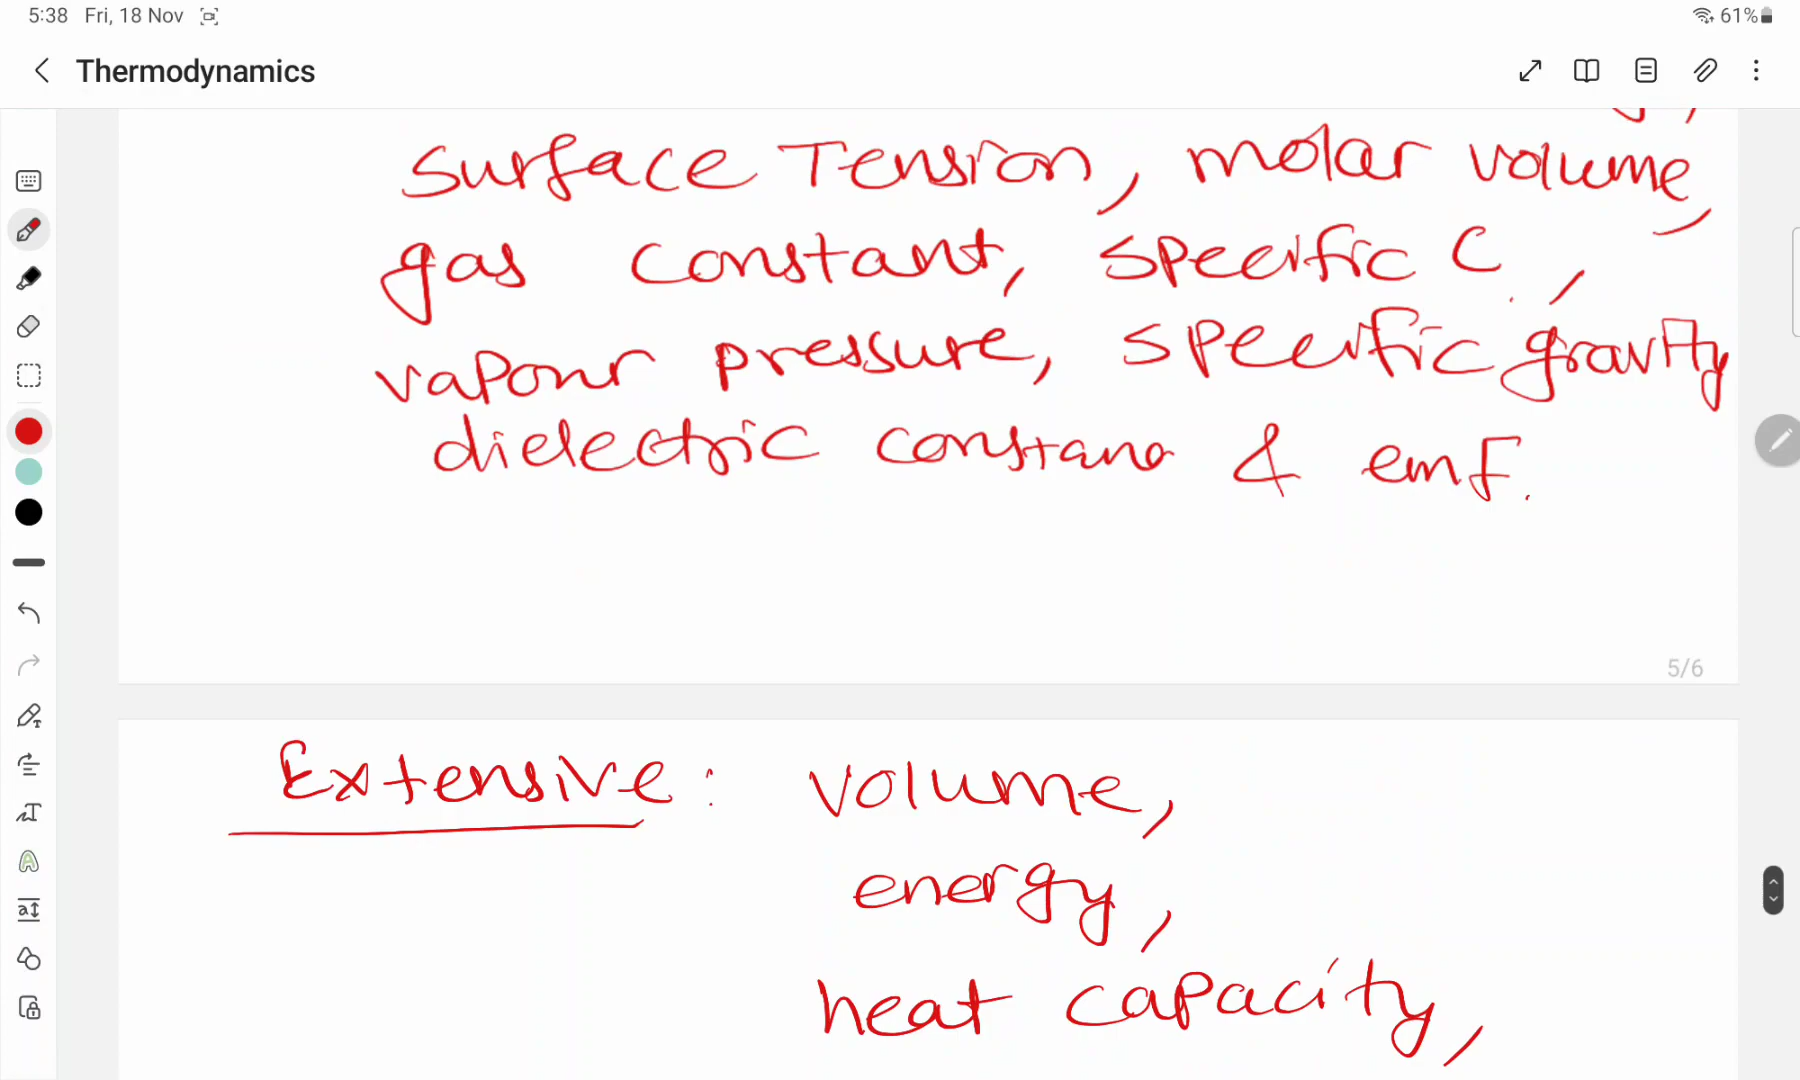 5:38 Fri, 18 Nov
61%
Thermodynamics
surface Tension, molar volume,
gas constant, specific C.,
vapour pressure, specific gravity
dielectric constant & emf.
5/6
Extensive: volume,
energy,
heat capacity,